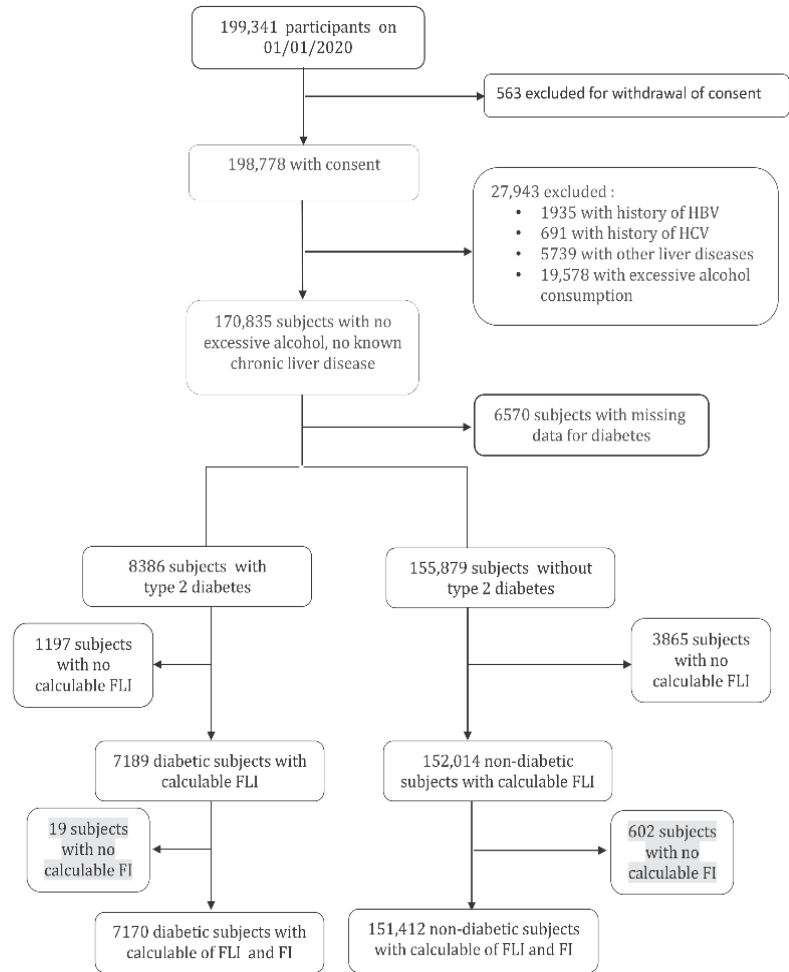 199,341 participants on
01/01/2020
563 excluded for withdrawal of consent
198,778 with consent
27,943 excluded :
• 1935 with history of HBV
• 691 with history of HCV
• 5739 with other liver diseases
• 19,578 with excessive alcohol
consumption
170,835 subjects with no
excessive alcohol, no known
chronic liver disease
6570 subjects with missing
data for diabetes
8386 subjects with
type 2 diabetes
155,879 subjects without
type 2 diabetes
1197 subjects
with no
calculable FLI
3865 subjects
with no
calculable FLI
7189 diabetic subjects with
calculable FLI
152,014 non-diabetic
subjects with calculable FLI
19 subjects
with no
calculable FI
602 subjects
with no
calculable FI
7170 diabetic subjects with
calculable of FLI and FI
151,412 non-diabetic subjects
with calculable of FLI and FI